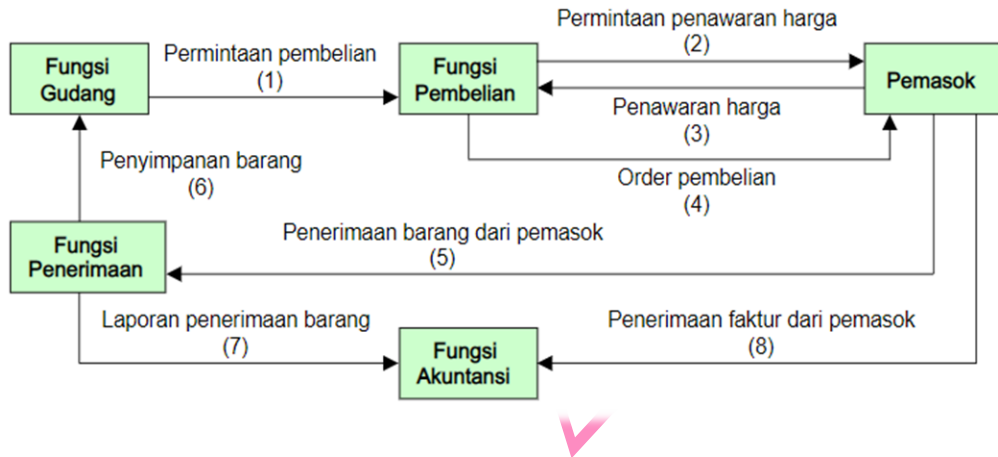 Fungsi
Gudang
Permintaan pembelian
(1)
Fungsi
Pembelian
Permintaan penawaran harga
(2)
Pemasok
Penawaran harga
(3)
Order pembelian
(4)
Penyimpanan barang
(6)
Fungsi
Penerimaan
Penerimaan barang dari pemasok
(5)
Laporan penerimaan barang
(7)
Fungsi
Akuntansi
Penerimaan faktur dari pemasok
(8)